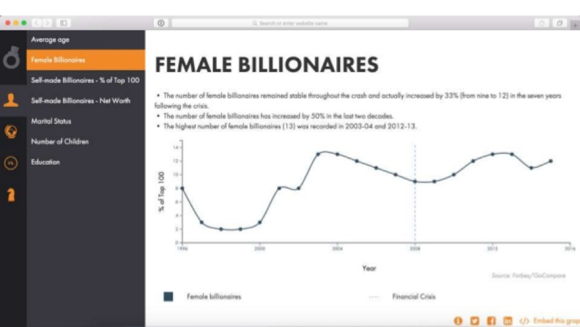 Search or enter website name
Average age
Female Billionaires
Self-made Billionaires - % of Top 100
Self-made Billionaires - Net Worth
Marital Status
Number of Children
Education
FEMALE BILLIONAIRES
• The number of female billionaires remained stable throughout the crash and actually increased by 33% (from nine to 12) in the seven years
following the crisis.
• The number of female billionaires has increased by 50% in the last two decades.
• The highest number of female billionaires (13) was recorded in 2003-04 and 2012-13.
% of Top 100
14
12
10
8
6
4
2
0
1996 2000 2004 2008 2012 2016
Year
Source: Forbes/GoCompare
Female billionaires
Financial Crisis
Embed this grap